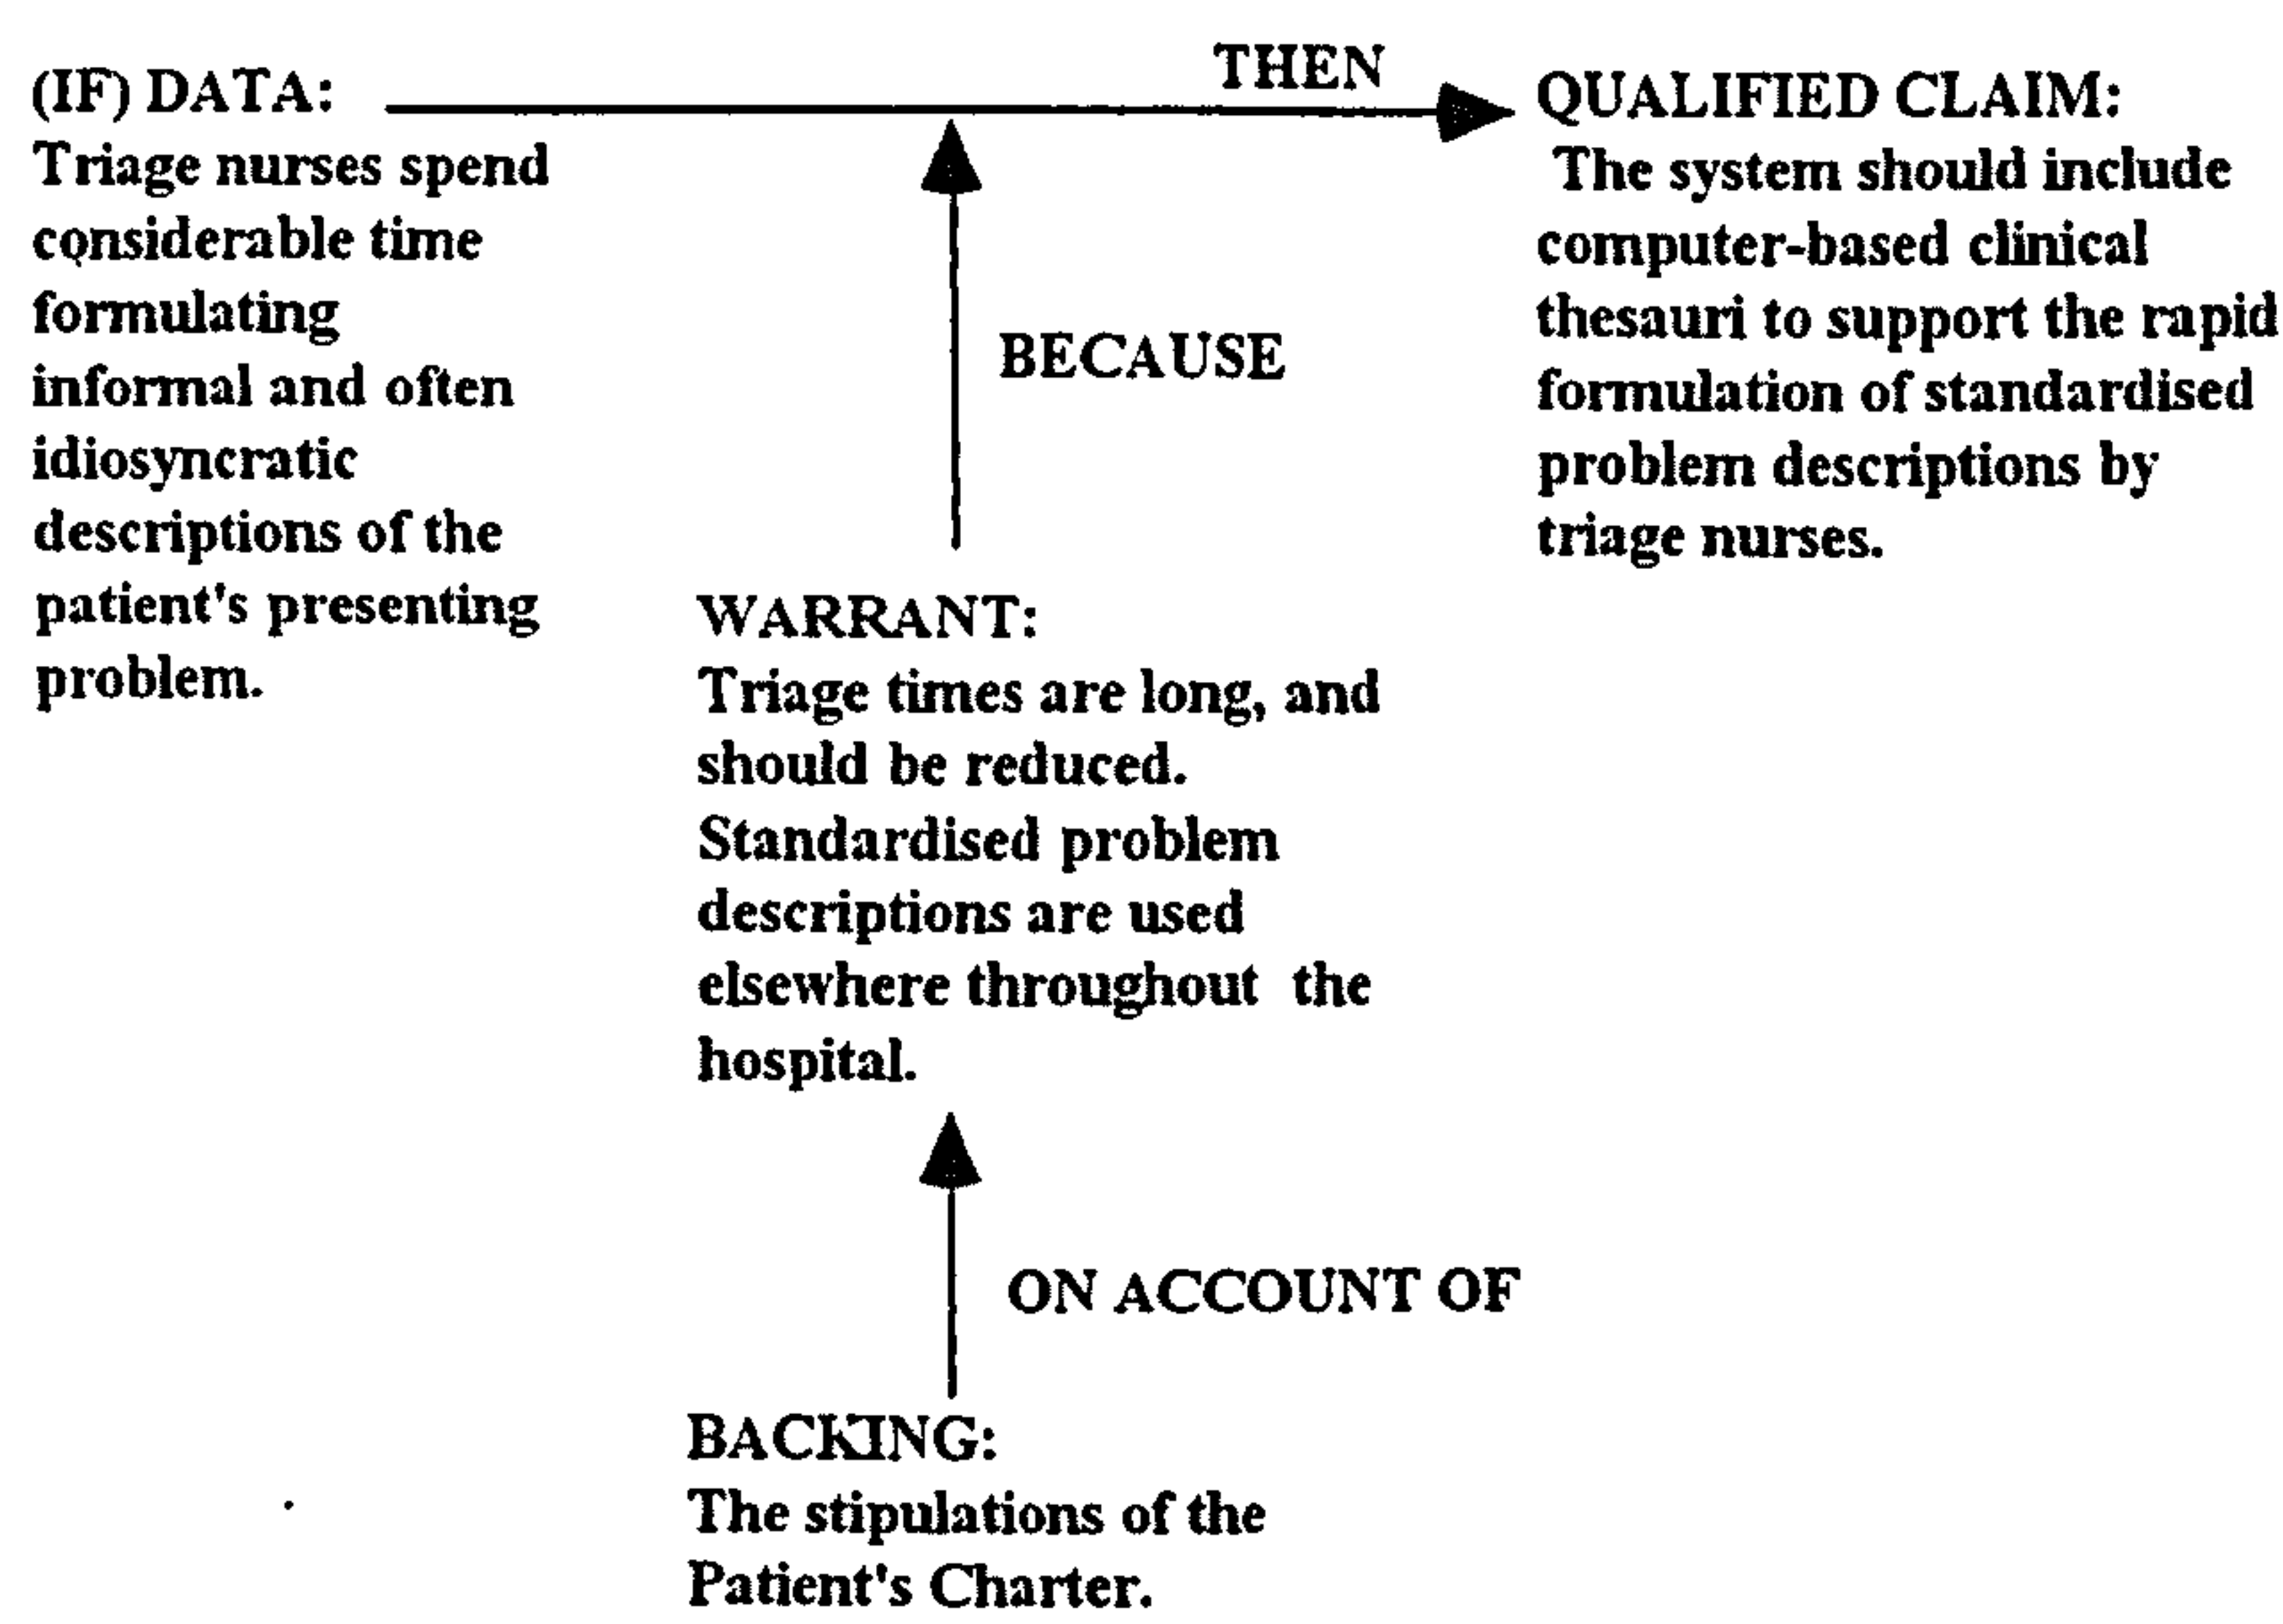 (IF) DATA:
Triage nurses spend
considerable time
formulating
informal and often
idiosyncratic
descriptions of the
patient's presenting
problem.
THEN
QUALIFIED CLAIM:
The system should include
computer-based clinical
thesauri to support the rapid
formulation of standardised
problem descriptions by
triage nurses.
BECAUSE
WARRANT:
Triage times are long, and
should be reduced.
Standardised problem
descriptions are used
elsewhere throughout the
hospital.
ON ACCOUNT OF
BACKING:
The stipulations of the
Patient's Charter.